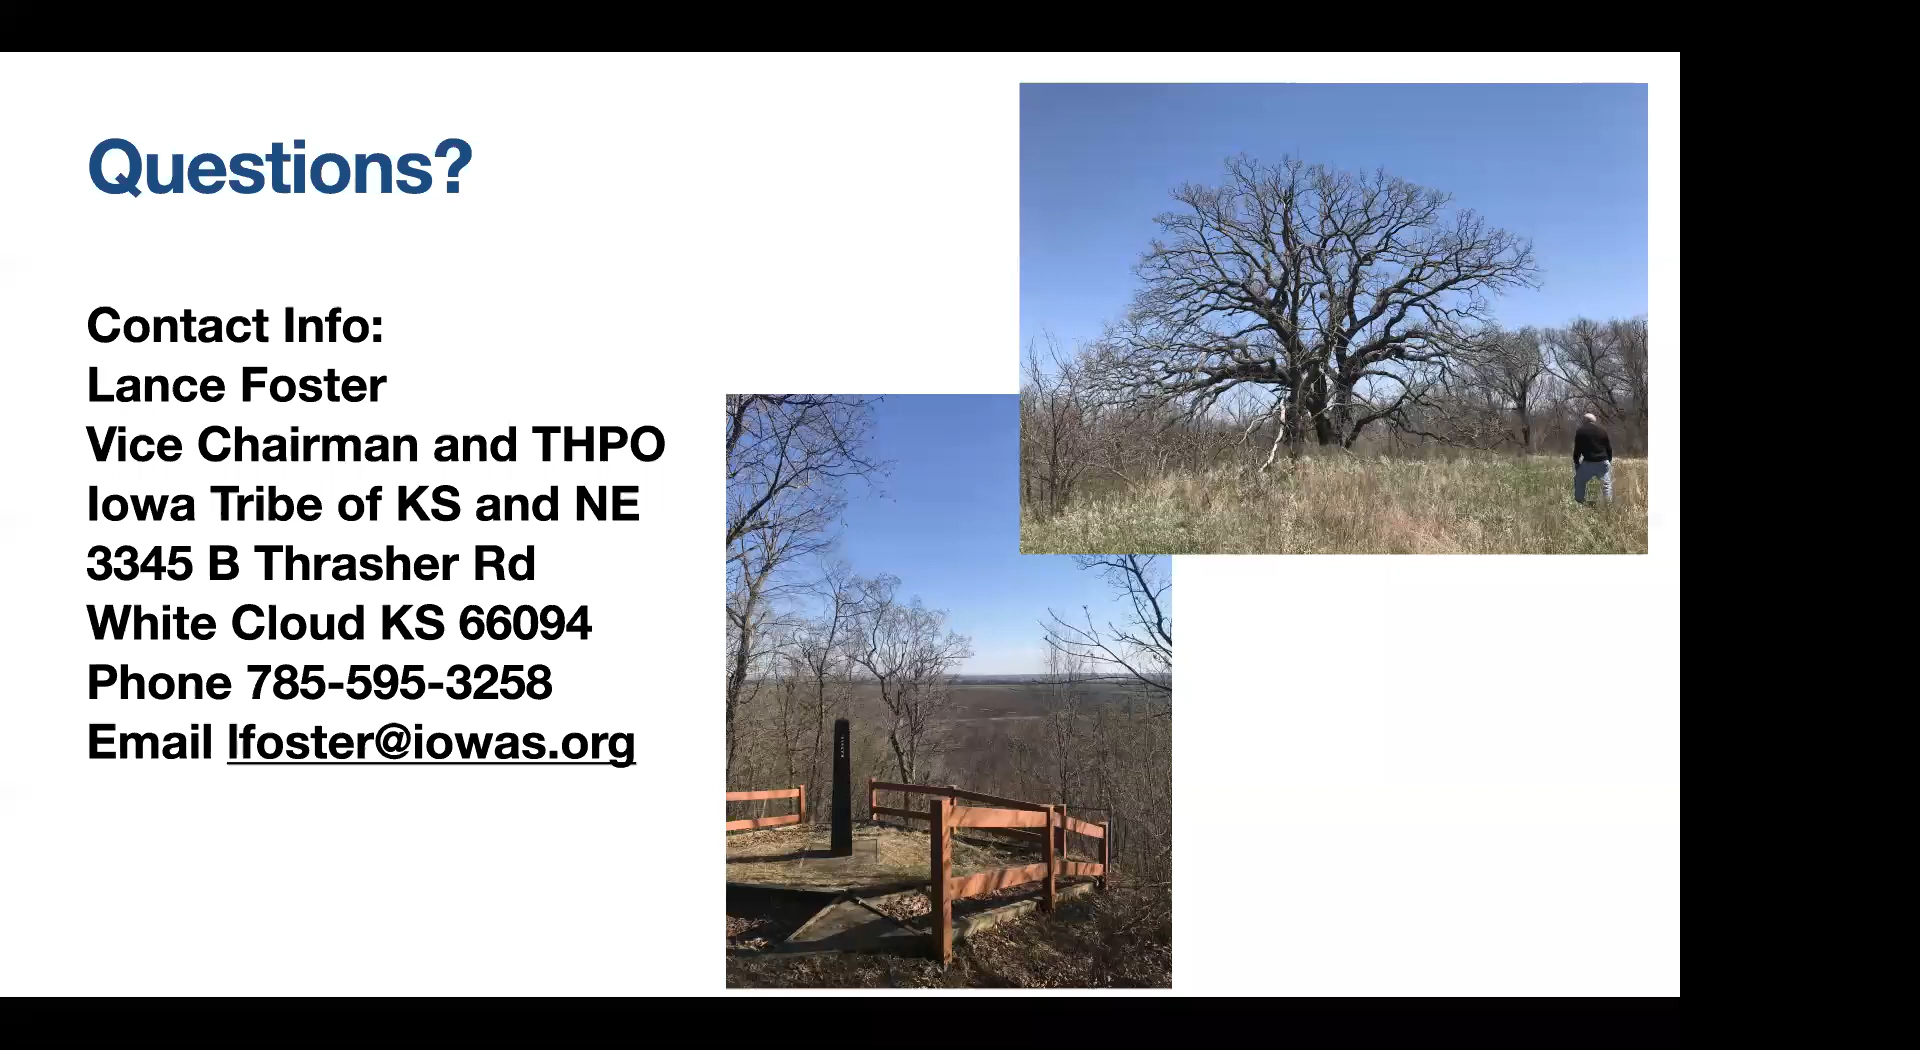 Questions?
Contact Info:
Lance Foster
Vice Chairman and THPO
Iowa Tribe of KS and NE
3345 B Thrasher Rd
White Cloud KS 66094
Phone 785-595-3258
Email lfoster@iowas.org